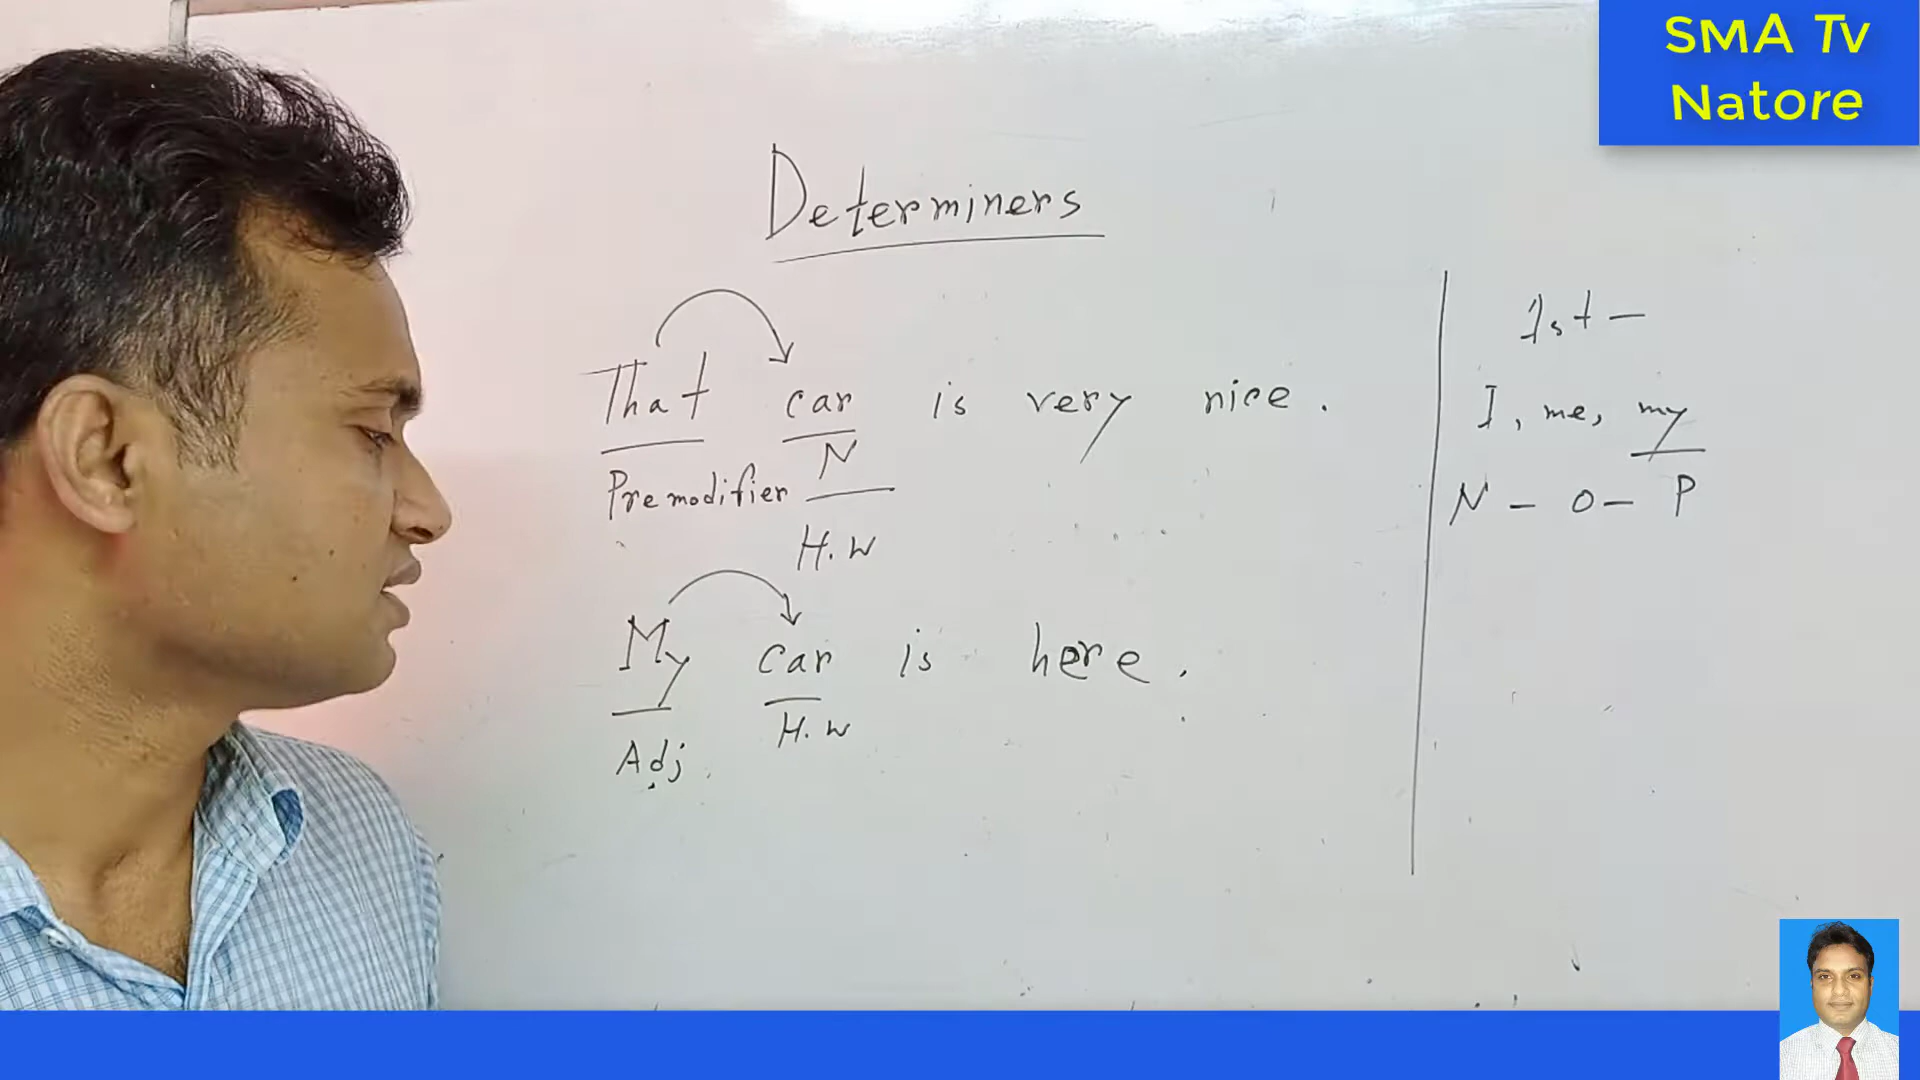 SMA Tv
Natore
Determiners
That car is very nice.
Premodifier N
H.W
My car is here.
Adj H.W
1st –
I, me, my
N – O – P